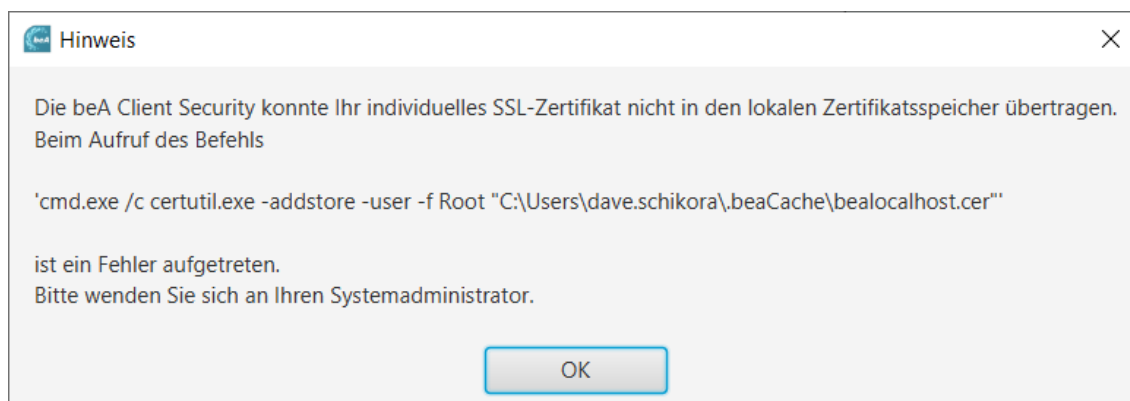 beA Hinweis
Die beA Client Security konnte Ihr individuelles SSL-Zertifikat nicht in den lokalen Zertifikatsspeicher übertragen.
Beim Aufruf des Befehls
'cmd.exe /c certutil.exe -addstore -user -f Root "C:\Users\dave.schikora\.beaCache\bealocalhost.cer"'
ist ein Fehler aufgetreten.
Bitte wenden Sie sich an Ihren Systemadministrator.
OK